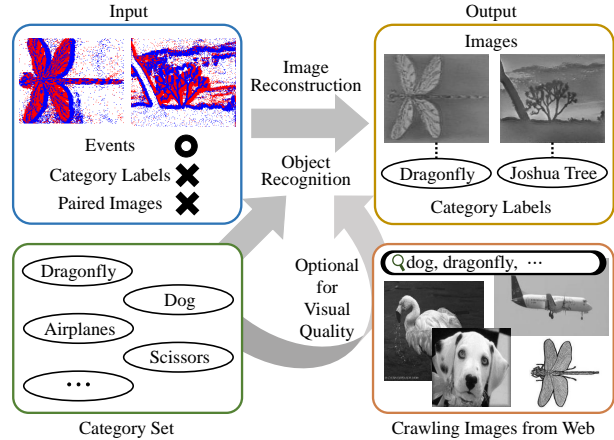 Input
Output
Images
Image
Reconstruction
Events
Category Labels
Paired Images
Object
Recognition
Dragonfly
Joshua Tree
Category Labels
Dragonfly
Dog
Airplanes
Scissors
...
Optional
for
Visual
Quality
dog, dragonfly, ...
Category Set
Crawling Images from Web